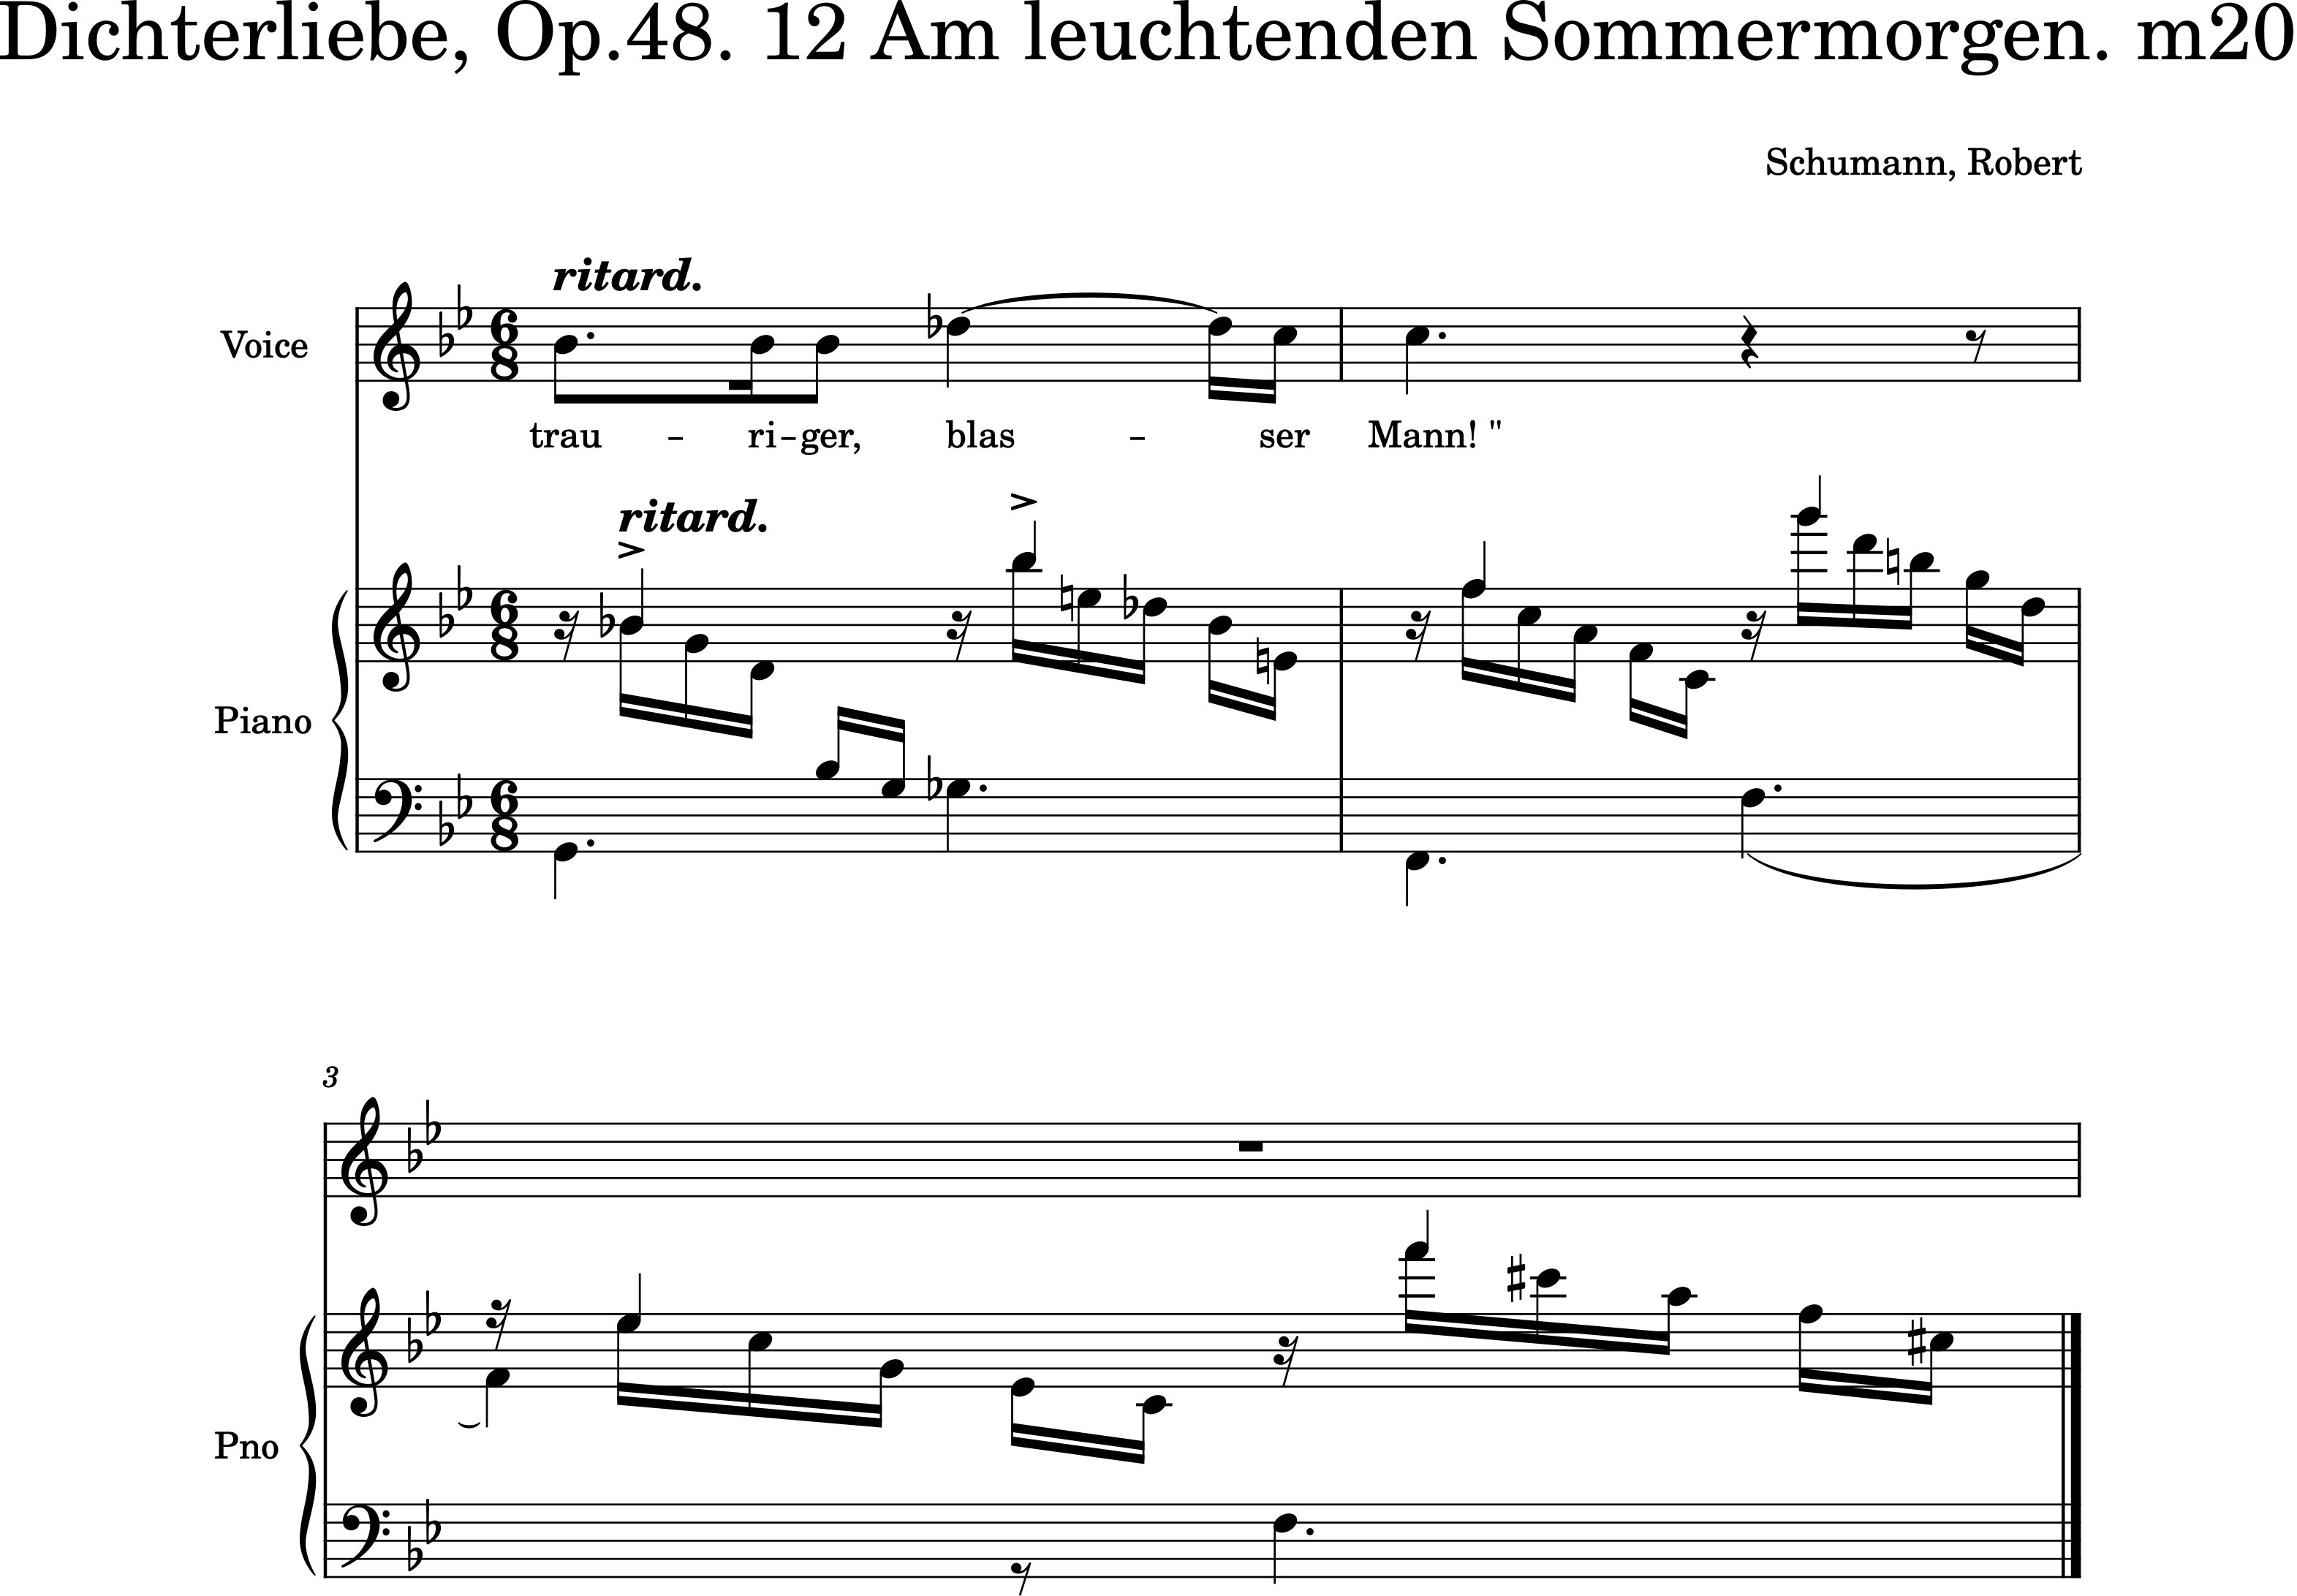 Dichterliebe, Op.48. 12 Am leuchtenden Sommermorgen. m20
Schumann, Robert
ritard.
Voice
trau - ri-ger, blas - ser Mann! "
ritard.
Piano
3
Pno